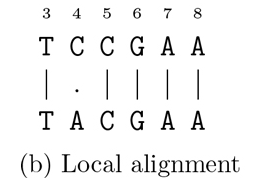 3 4 5 6 7 8
T C C G A A
| . | | | |
T A C G A A
(b) Local alignment